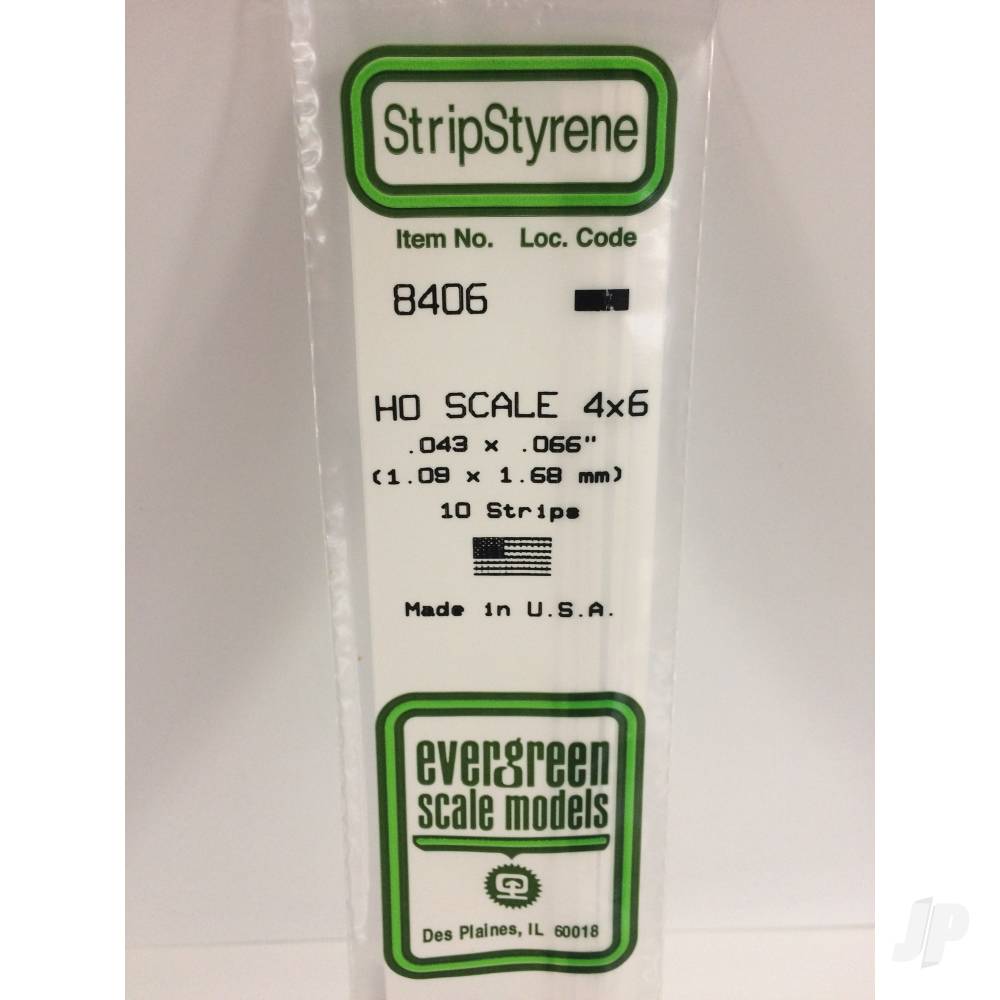 StripStyrene
Item No. Loc. Code
8406
HO SCALE 4x6
.043 x .066"
(1.09 x 1.68 mm)
10 Strips
Made in U.S.A.
evergreen
scale models
Des Plaines, IL 60018
JP